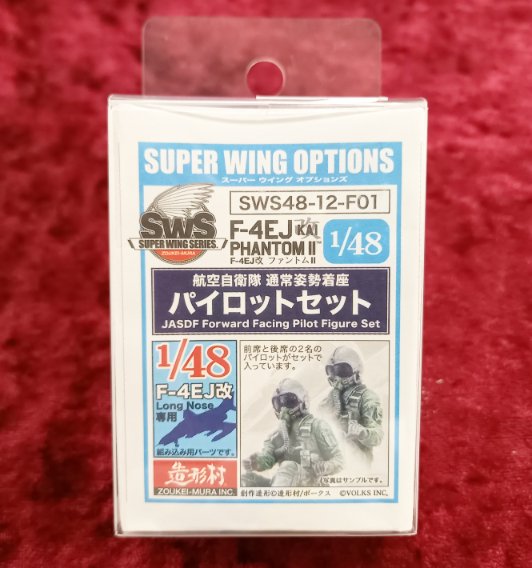 SUPER WING OPTIONS
スーパー ウイング オプションズ
SWS48-12-F01
SWS
SUPER WING SERIES.
ZOUKEI-MURA
F-4EJ改 KAI
PHANTOM II™
F-4EJ改 ファントムII
1/48
航空自衛隊 通常姿勢着座
パイロットセット
JASDF Forward Facing Pilot Figure Set
1/48
F-4EJ改
Long Nose
専用
組み込み用パーツです。
前席と後席の2名の
パイロットがセットで
入っています。
造形村
ZOUKEI-MURA INC.
写真はサンプルです。
創作造形©造形村/ボークス ©VOLKS INC,